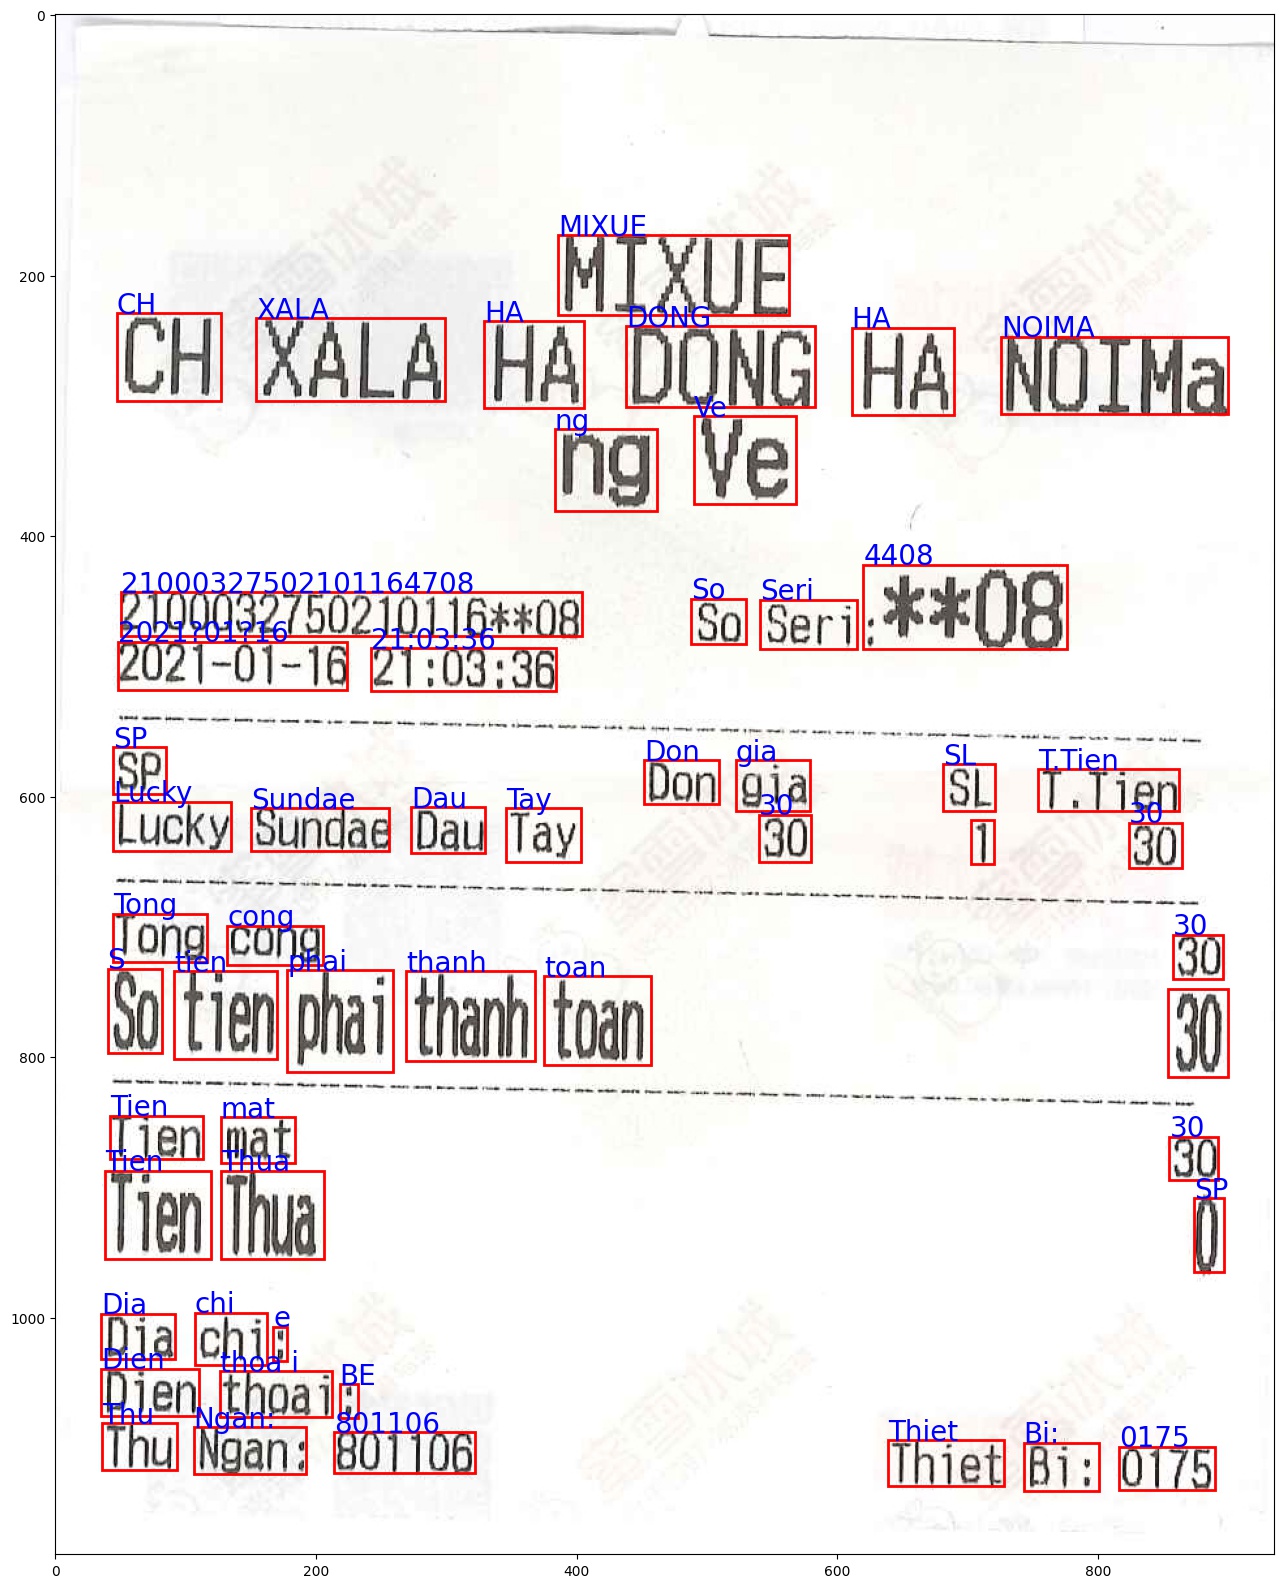 0
MIXUE
MIXUE
200
CH XALA HA DONG HA NOIMA
CH XALA HA DONG HA NOIMa
ng Ve
ng Ve
400
21000327502101164708 So Seri 4408
2100032750210116**08 So Seri:**08
2021?01?16 21:03:36
2021-01-16 21:03:36
SP Don gia SL T.Tien
SP Don gia SL T.Tien
600
Lucky Sundae Dau Tay 30 30
Lucky Sundae Dau Tay 30 1 30
Tong cong 30
Tong cong 30
S tien phai thanh toan
So tien phai thanh toan 30
800
Tien mat 30
Tien mat 30
Tien Thua SP
Tien Thua 0
1000
Dia chi e
Dia chi:
Dien thoa i BE
Dien thoai:
Thu Ngan: 801106 Thiet Bi: 0175
Thu Ngan: 801106 Thiet Bi: 0175
0 200 400 600 800